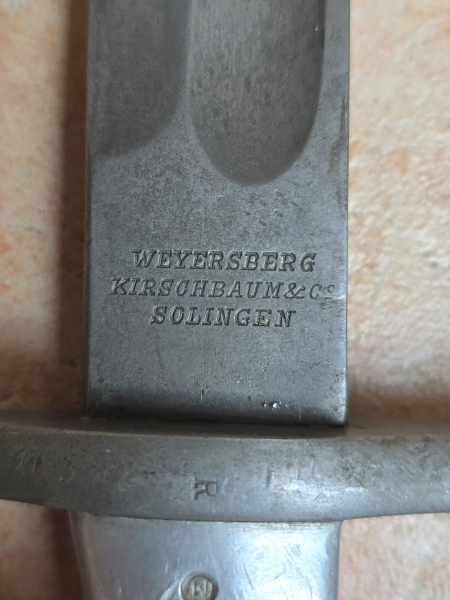 WEYERSBERG
KIRSCHBAUM & Co
SOLINGEN
R
N